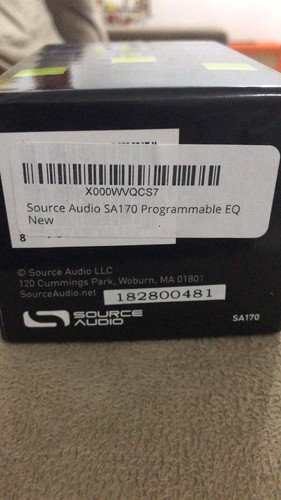 X000WVQCS7
Source Audio SA170 Programmable EQ
New
8
© Source Audio LLC
120 Cummings Park, Woburn, MA 01801
SourceAudio.net 182800481
SOURCE
AUDIO
SA170